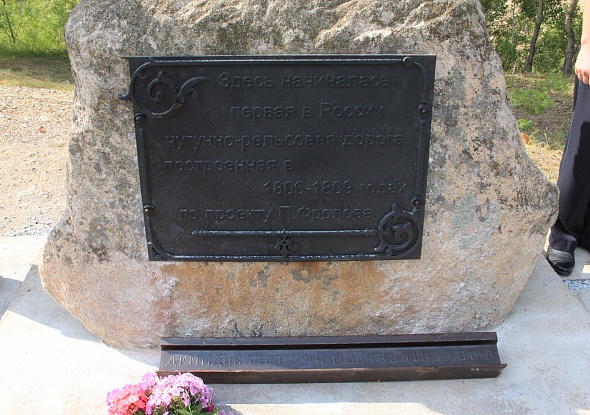 Здесь начиналась
первая в России
чугунно-рельсовая дорога,
построенная в
1806-1809 годах
по проекту П.Фролова